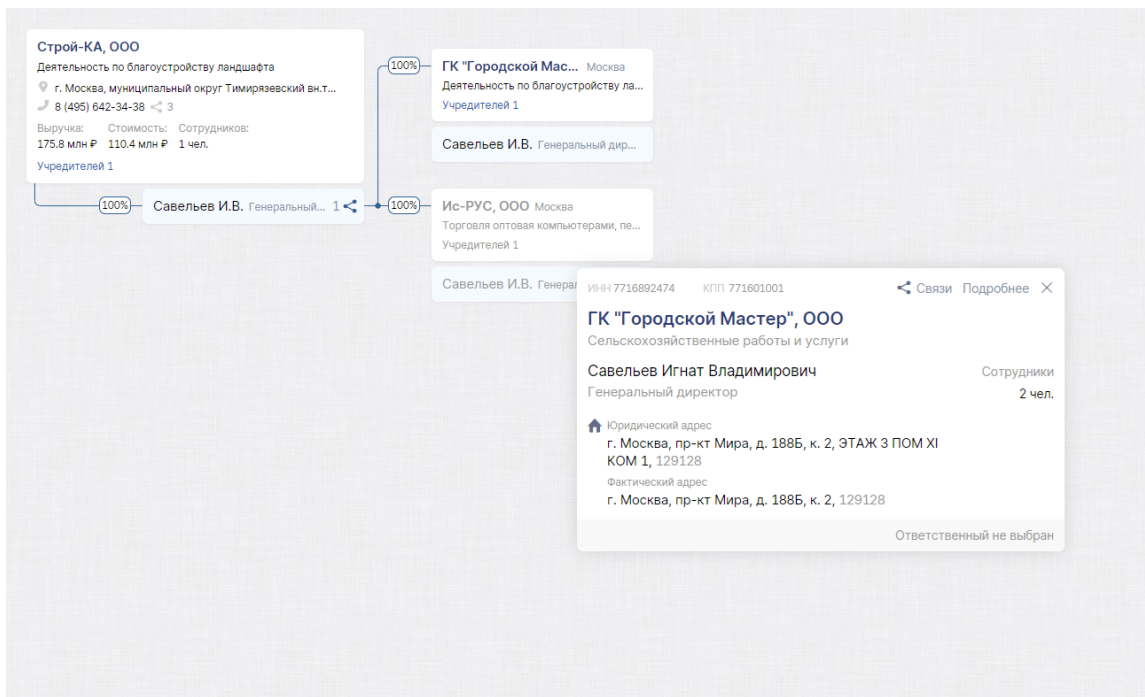 Строй-КА, ООО
Деятельность по благоустройству ландшафта
г. Москва, муниципальный округ Тимирязевский вн.т...
8 (495) 642-34-38 3
Выручка: Стоимость: Сотрудников:
175.8 млн ₽ 110.4 млн ₽ 1 чел.
Учредителей 1
100% Савельев И.В. Генеральный... 1
100% ГК "Городской Мас... Москва
Деятельность по благоустройству ла...
Учредителей 1
Савельев И.В. Генеральный дир...
100% Ис-РУС, ООО Москва
Торговля оптовая компьютерами, пе...
Учредителей 1
Савельев И.В.
ИНН 7716892474 КПП 771601001 Связи Подробнее
ГК "Городской Мастер", ООО
Сельскохозяйственные работы и услуги
Савельев Игнат Владимирович Сотрудники
Генеральный директор 2 чел.
Юридический адрес
г. Москва, пр-кт Мира, д. 188Б, к. 2, ЭТАЖ 3 ПОМ XI
КОМ 1, 129128
Фактический адрес
г. Москва, пр-кт Мира, д. 188Б, к. 2, 129128
Ответственный не выбран